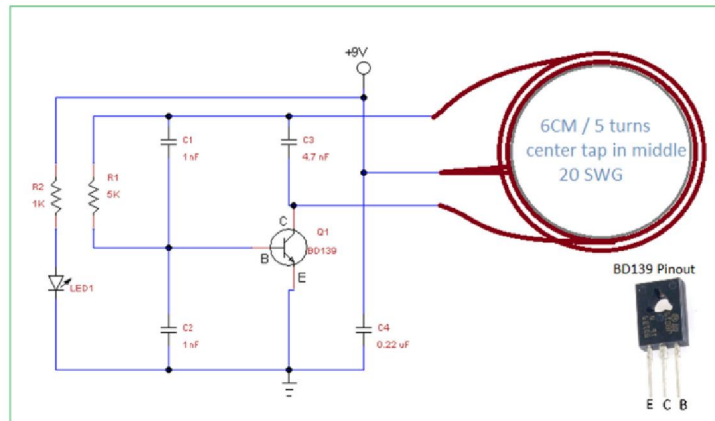 +9V
6CM / 5 turns
center tap in middle
20 SWG
C1
1nF
C3
4.7 nF
R2
1K
R1
5K
C
Q1
BD139
B
E
BD139 Pinout
LED1
C2
1nF
C4
0.22 uF
E C B